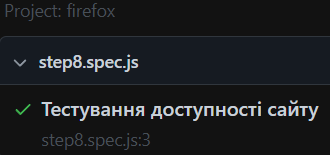 Project: firefox
step8.spec.js
Тестування доступності сайту
step8.spec.js:3